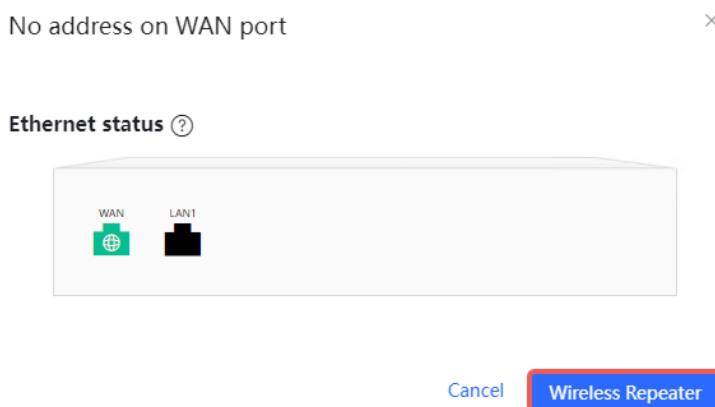 No address on WAN port
Ethernet status
WAN LAN1
Cancel Wireless Repeater